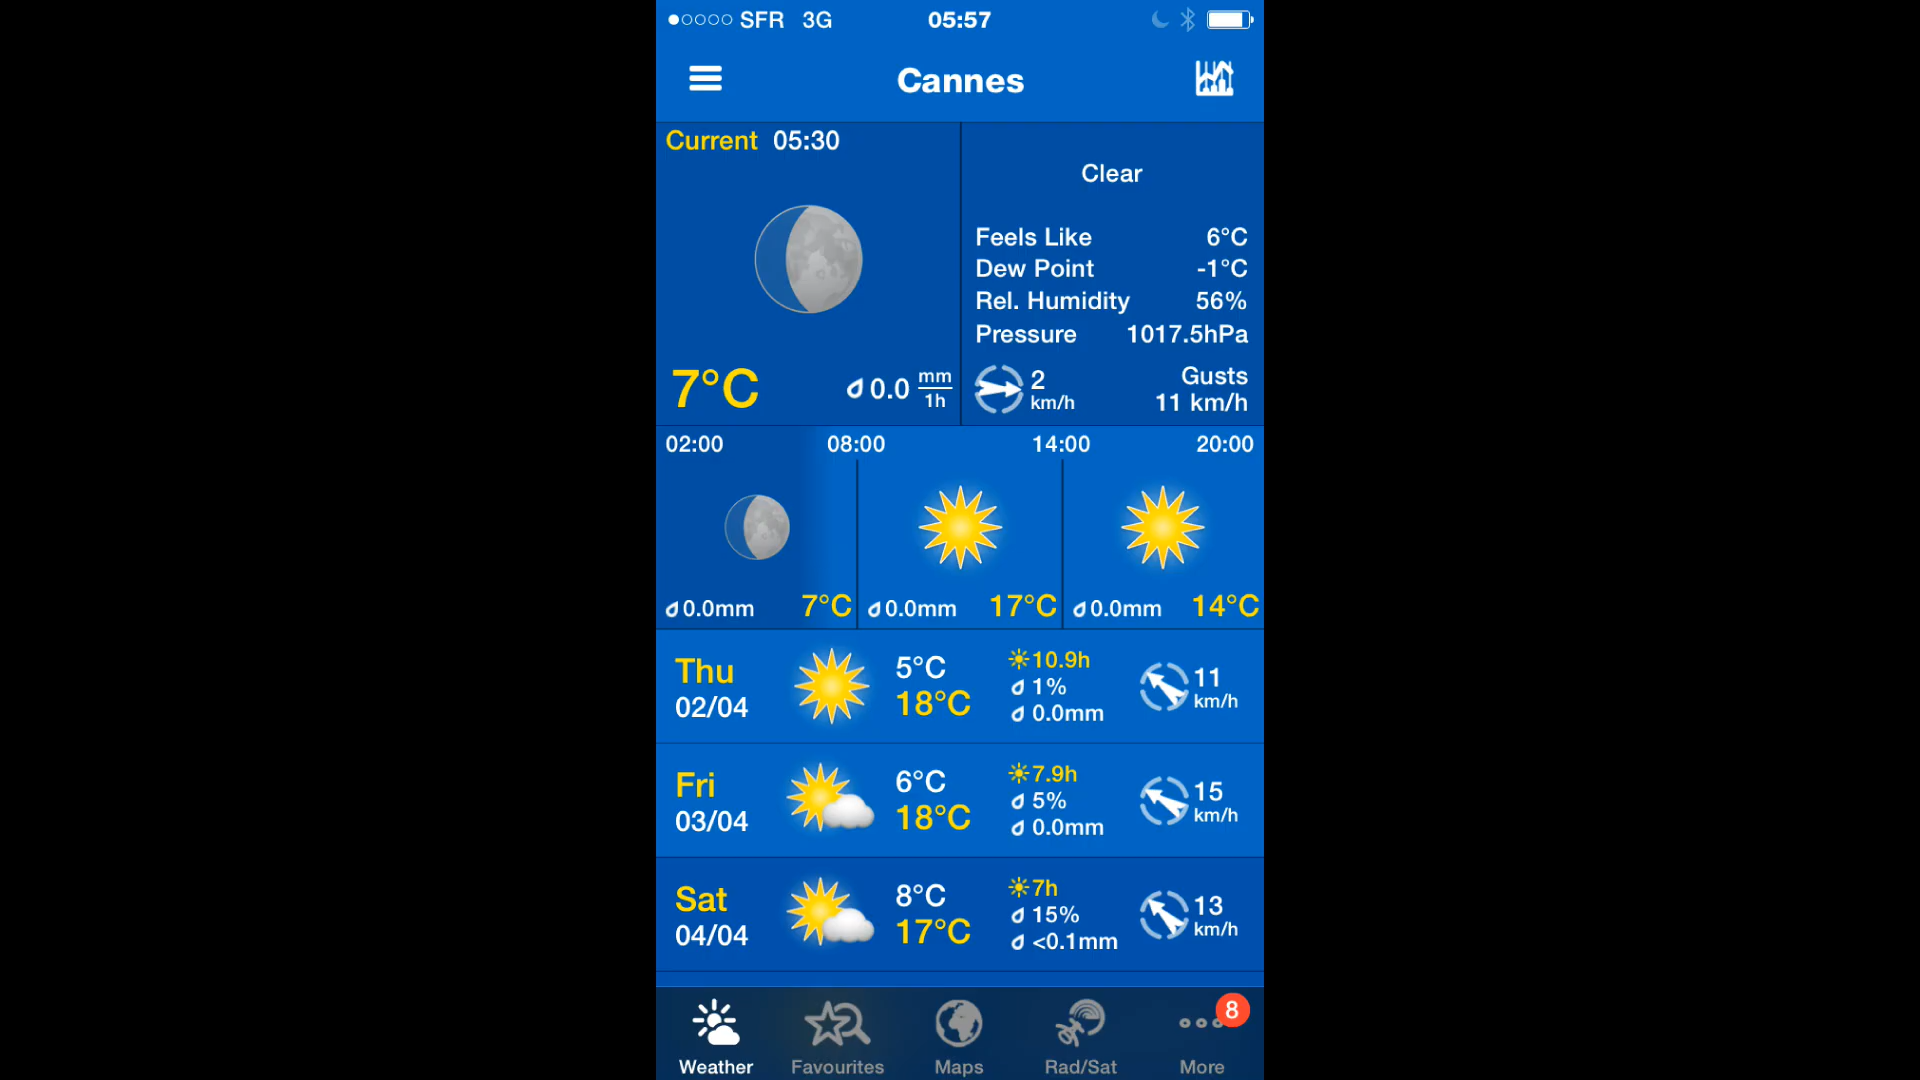 SFR 3G 05:57
Cannes
Current 05:30
Clear
Feels Like 6°C
Dew Point -1°C
Rel. Humidity 56%
Pressure 1017.5hPa
7°C 0.0 mm/1h
2 km/h
Gusts
11 km/h
02:00 08:00 14:00 20:00
0.0mm 7°C 0.0mm 17°C 0.0mm 14°C
Thu
02/04
5°C
18°C
10.9h
1%
0.0mm
11
km/h
Fri
03/04
6°C
18°C
7.9h
5%
0.0mm
15
km/h
Sat
04/04
8°C
17°C
7h
15%
<0.1mm
13
km/h
8
Weather Favourites Maps Rad/Sat More